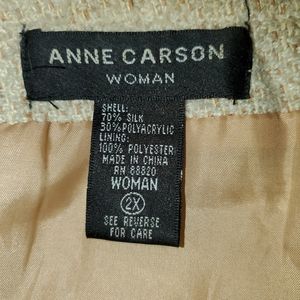 ANNE CARSON
WOMAN
SHELL:
70% SILK
30%POLYACRYLIC
LINING:
100% POLYESTER
MADE IN CHINA
RN 88820
WOMAN
2X
SEE REVERSE
FOR CARE